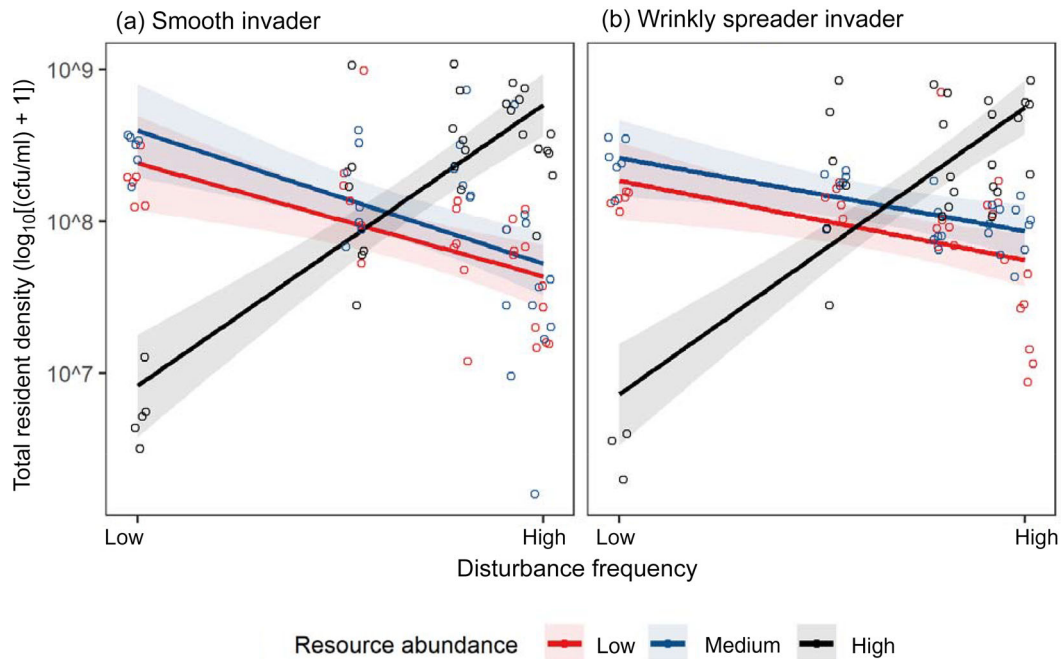 (a) Smooth invader
(b) Wrinkly spreader invader
Total resident density (log10[(cfu/ml) + 1])
10^9
10^8
10^7
Low
High
Low
High
Disturbance frequency
Resource abundance
Low
Medium
High